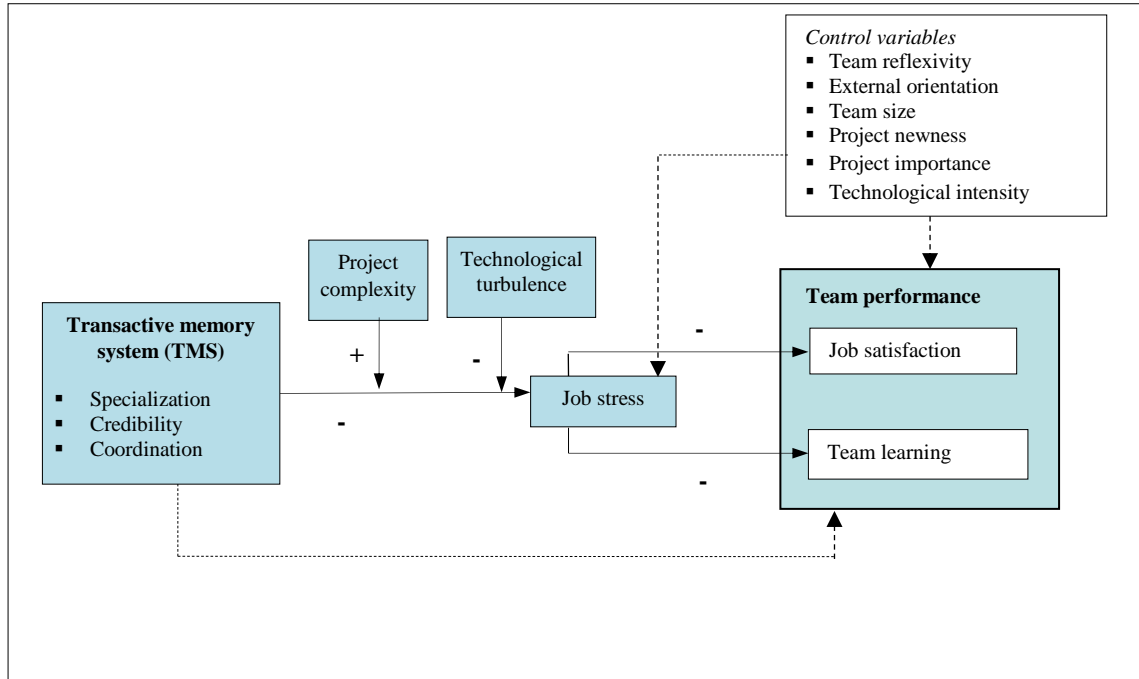 Control variables
▪ Team reflexivity
▪ External orientation
▪ Team size
▪ Project newness
▪ Project importance
▪ Technological intensity
Project
complexity
Technological
turbulence
Transactive memory
system (TMS)
▪ Specialization
▪ Credibility
▪ Coordination
+
-
-
Job stress
-
-
Team performance
Job satisfaction
Team learning